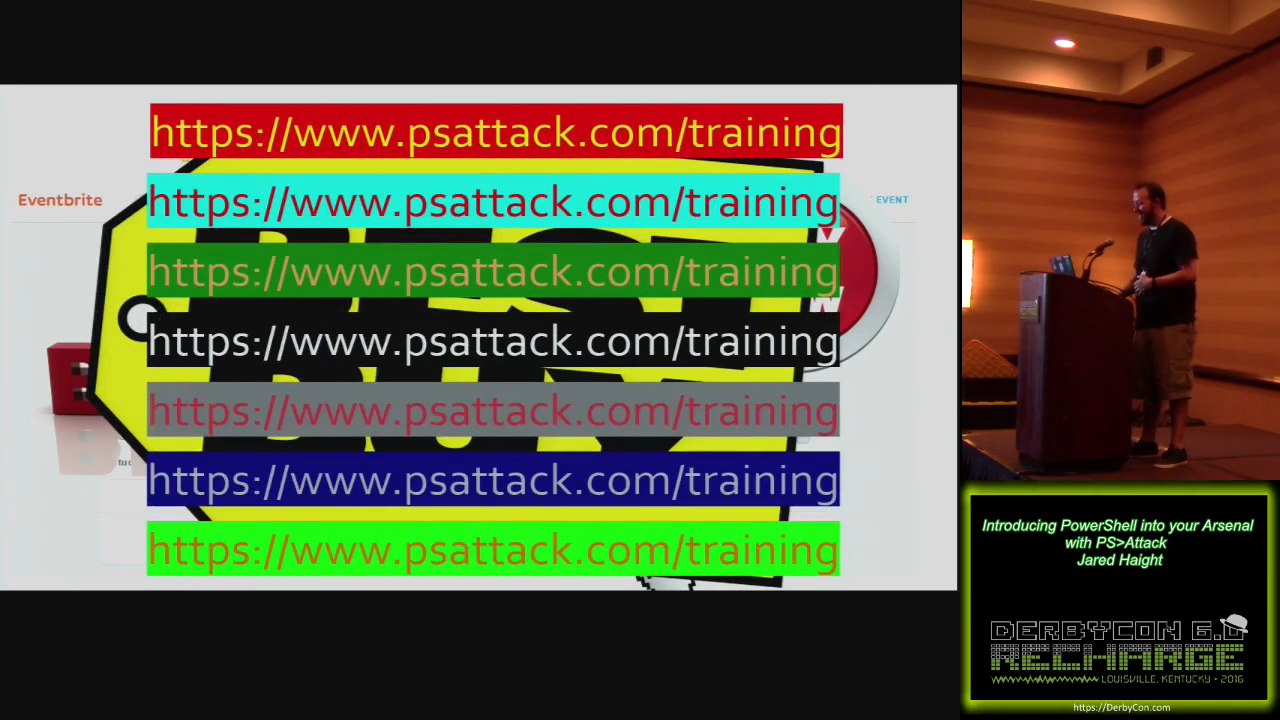 https://www.psattack.com/training
https://www.psattack.com/training
Eventbrite
EVENT
https://www.psattack.com/training
https://www.psattack.com/training
https://www.psattack.com/training
https://www.psattack.com/training
https://www.psattack.com/training
BEST
BUY
Introducing PowerShell into your Arsenal
with PS>Attack
Jared Haight
DERBYCON 6.0
RECHARGE
LOUISVILLE, KENTUCKY • 2016
https://DerbyCon.com